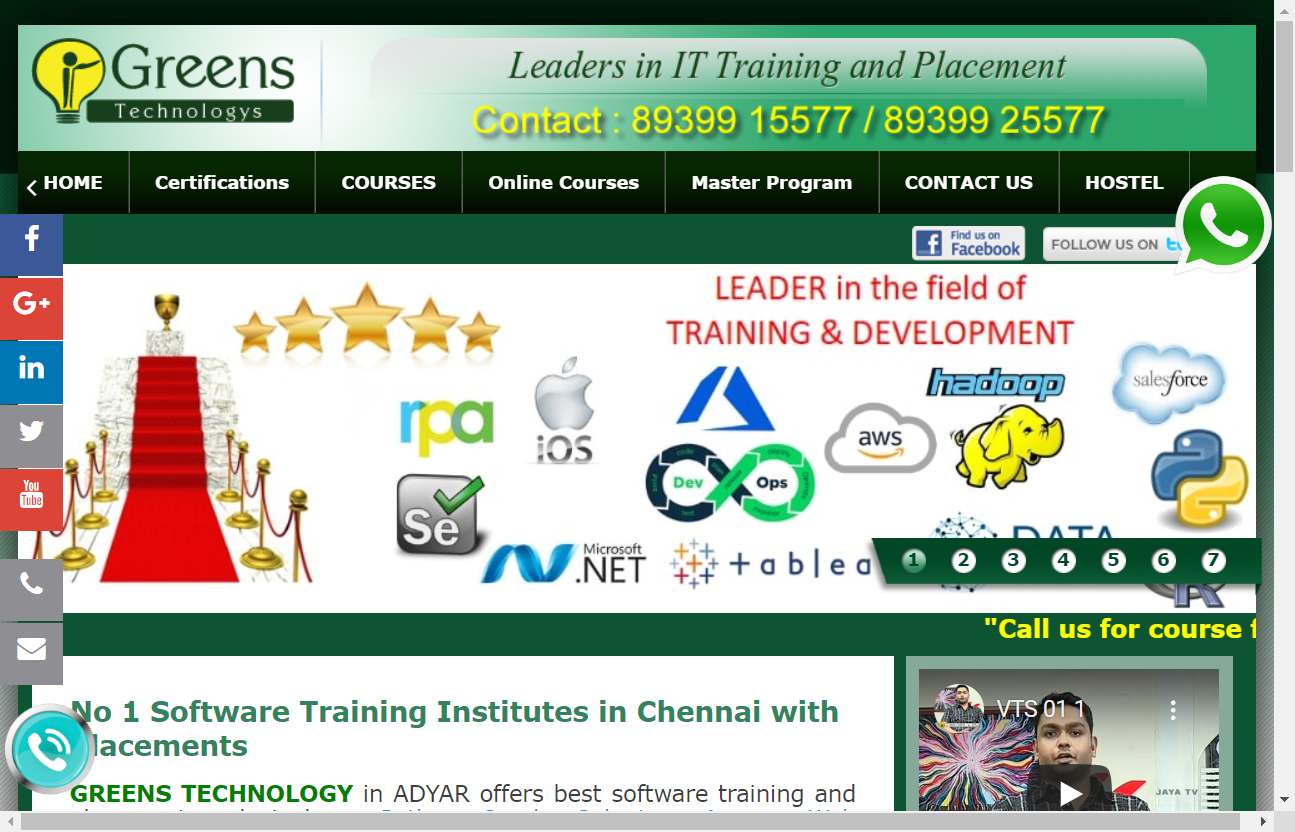 Greens
Technologys
Leaders in IT Training and Placement
Contact : 89399 15577 / 89399 25577
HOME
Certifications
COURSES
Online Courses
Master Program
CONTACT US
HOSTEL
Find us on
Facebook
FOLLOW US ON
LEADER in the field of
TRAINING & DEVELOPMENT
rpa
iOS
hadoop
salesforce
aws
Dev Ops
Se
Microsoft
.NET
+ablea
DATA
R
1 2 3 4 5 6 7
G+
in
You
Tube
"Call us for course f
No 1 Software Training Institutes in Chennai with
lacements
GREENS TECHNOLOGY in ADYAR offers best software training and
VTS 01 1
JAYA TV